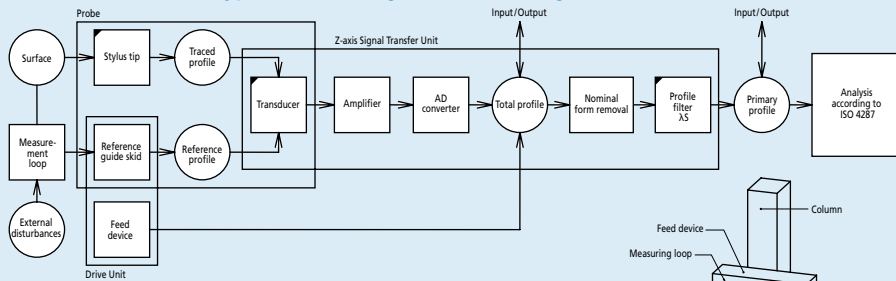 Probe
Input/Output
Input/Output
Z-axis Signal Transfer Unit
Surface
Stylus tip
Traced
profile
Transducer
Amplifier
AD
converter
Total profile
Nominal
form removal
Profile
filter
λS
Primary
profile
Analysis
according to
ISO 4287
Measure-
ment
loop
Reference
guide skid
Reference
profile
External
disturbances
Feed
device
Drive Unit
Column
Feed device
Measuring loop